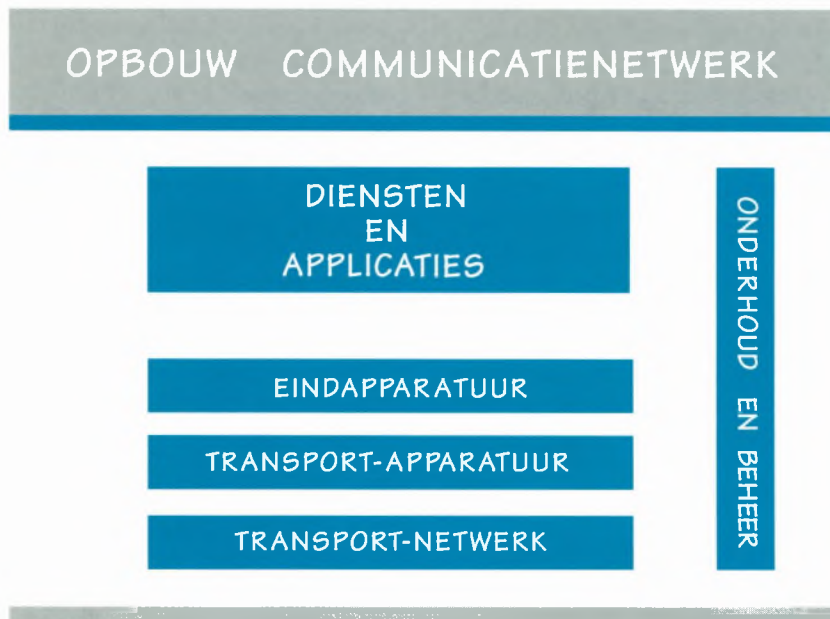 OPBOUW COMMUNICATIENETWERK
DIENSTEN
EN
APPLICATIES
EINDAPPARATUUR
TRANSPORT-APPARATUUR
TRANSPORT-NETWERK
ONDERHOUD EN BEHEER